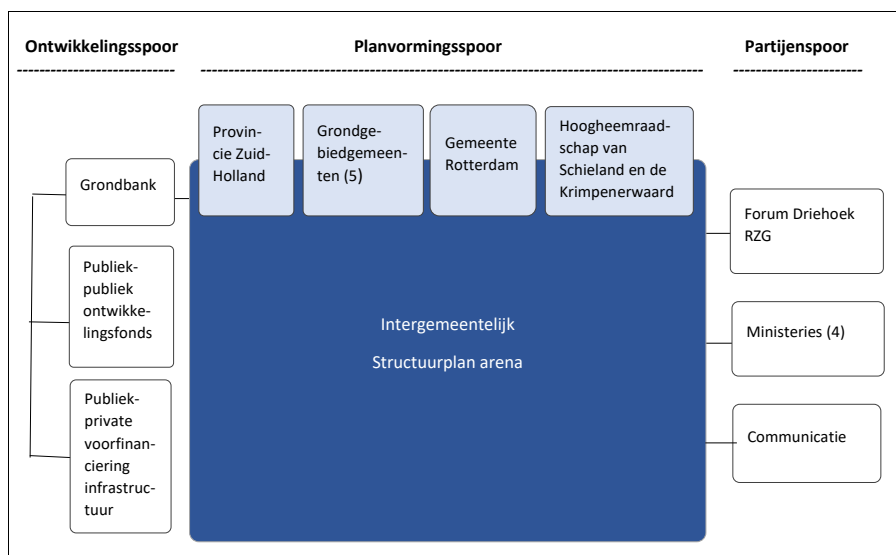 Ontwikkelingsspoor
Planvormingsspoor
Partijenspoor
Provin-
cie Zuid-
Holland
Grondge-
biedgemeen-
ten (5)
Gemeente
Rotterdam
Hoogheemraad-
schap van
Schieland en de
Krimpenerwaard
Grondbank
Publiek-
publiek
ontwikke-
lingsfonds
Publiek-
private
voorfinan-
ciering
infrastruc-
tuur
Intergemeentelijk
Structuurplan arena
Forum Driehoek
RZG
Ministeries (4)
Communicatie